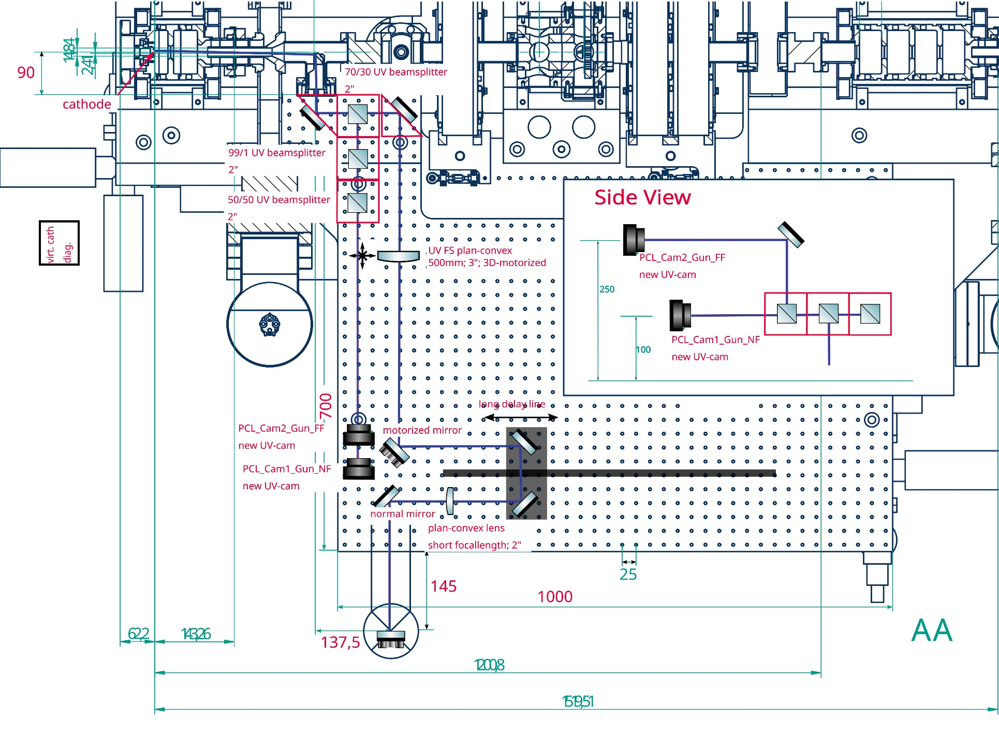 1484
241
90
cathode
70/30 UV beamsplitter
2"
99/1 UV beamsplitter
2"
50/50 UV beamsplitter
2"
virt. cath
diag.
UV FS plan-convex
500mm; 3"; 3D-motorized
Side View
PCL_Cam2_Gun_FF
new UV-cam
250
PCL_Cam1_Gun_NF
new UV-cam
100
700
long delay line
motorized mirror
PCL_Cam2_Gun_FF
new UV-cam
PCL_Cam1_Gun_NF
new UV-cam
normal mirror
plan-convex lens
short focallength; 2"
25
145
1000
137,5
62,2
143,26
AA
1200,8
1519,51